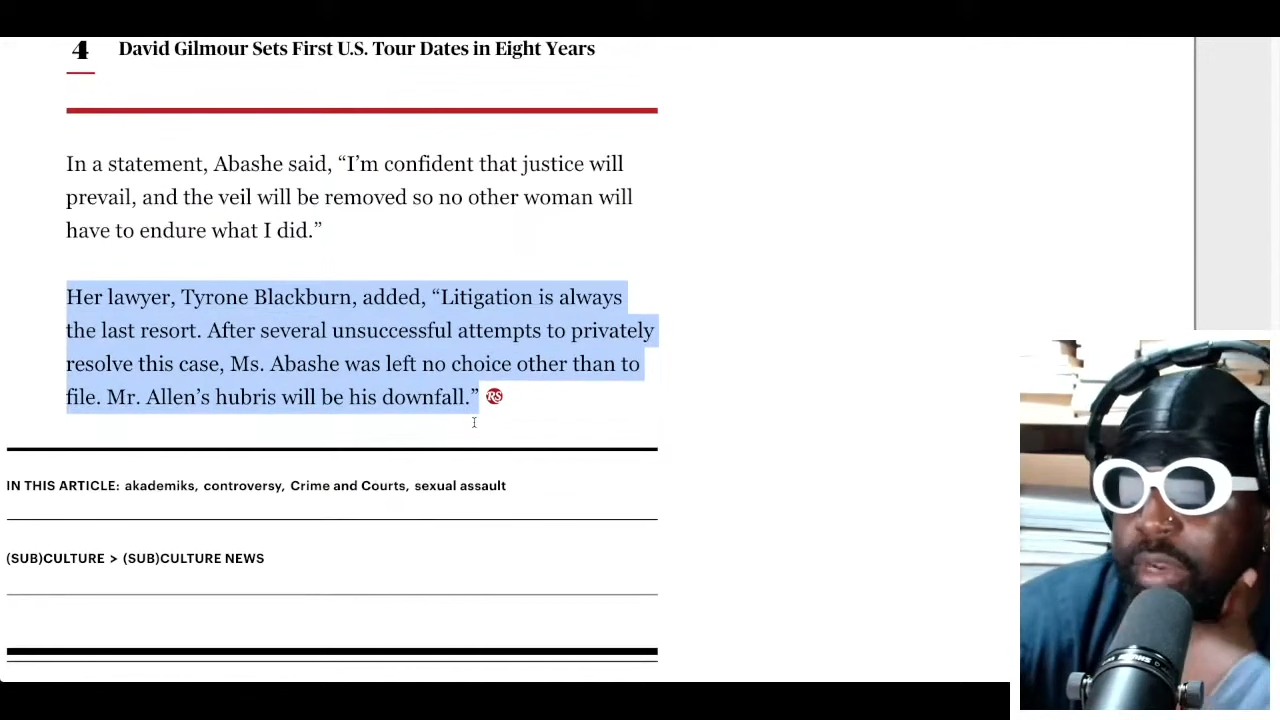 4 David Gilmour Sets First U.S. Tour Dates in Eight Years
In a statement, Abashe said, “I’m confident that justice will
prevail, and the veil will be removed so no other woman will
have to endure what I did.”
Her lawyer, Tyrone Blackburn, added, “Litigation is always
the last resort. After several unsuccessful attempts to privately
resolve this case, Ms. Abashe was left no choice other than to
file. Mr. Allen’s hubris will be his downfall.” RS
IN THIS ARTICLE: akademiks, controversy, Crime and Courts, sexual assault
(SUB)CULTURE > (SUB)CULTURE NEWS